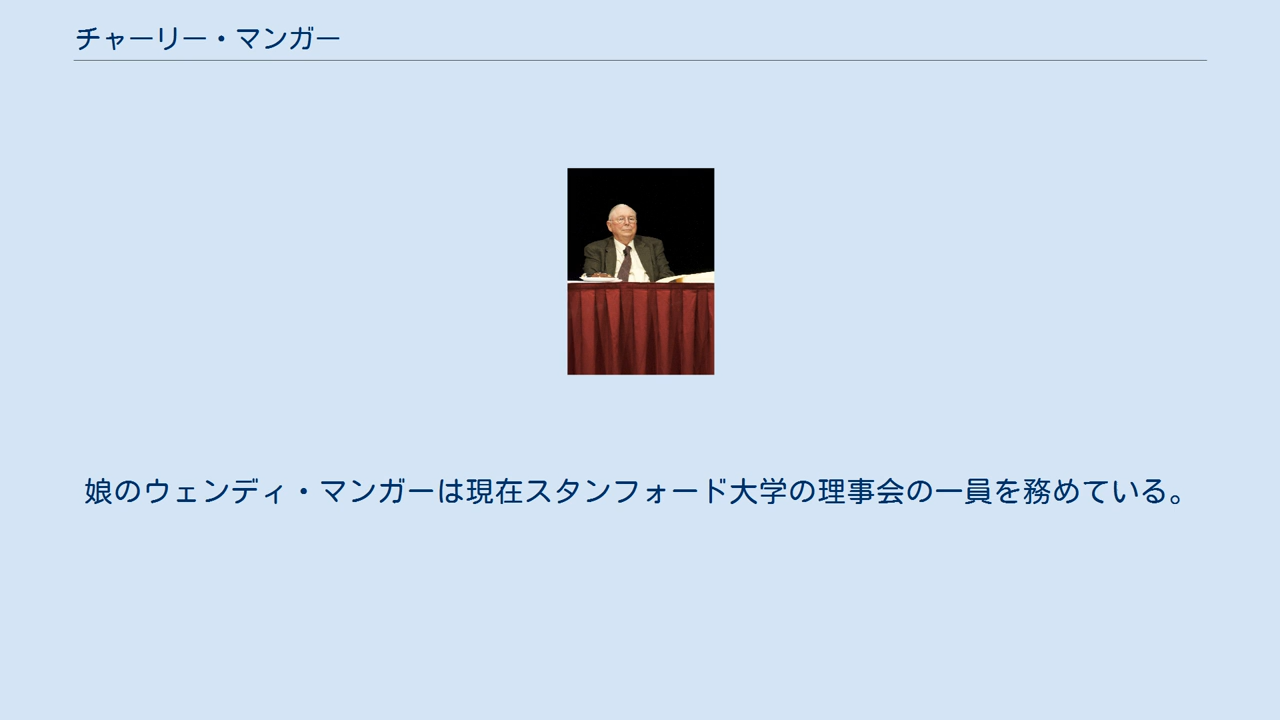 チャーリー・マンガー
娘のウェンディ・マンガーは現在スタンフォード大学の理事会の一員を務めている。